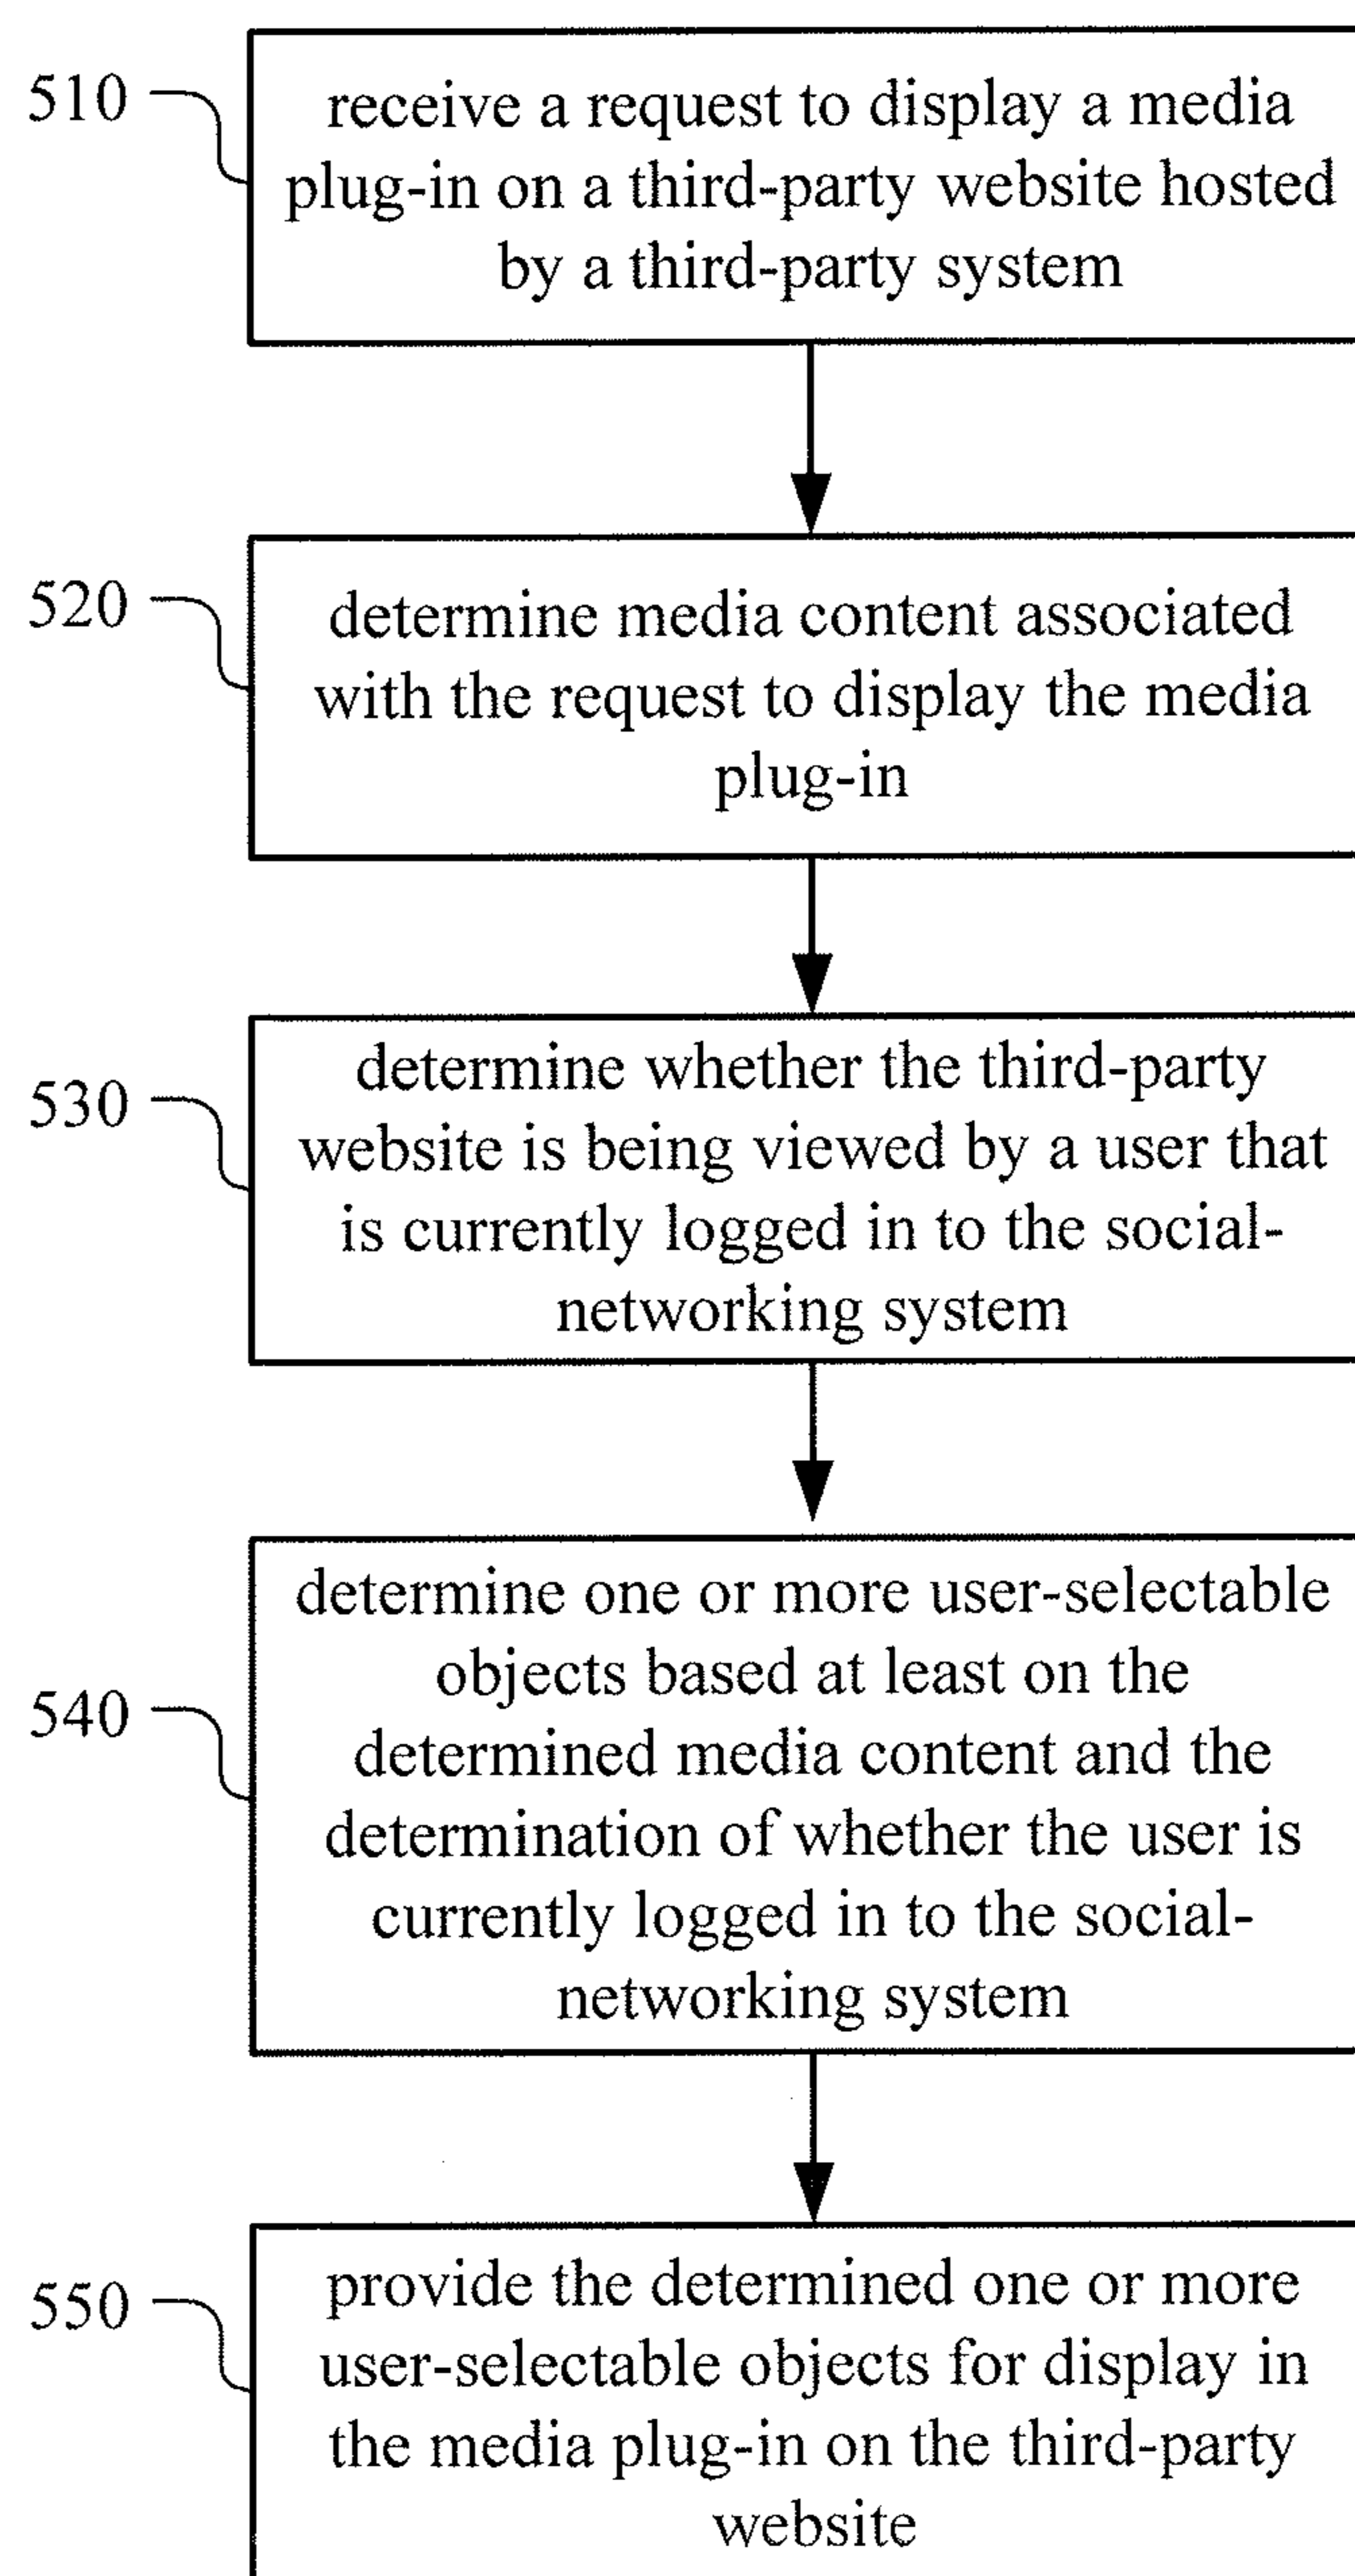 510
receive a request to display a media
plug-in on a third-party website hosted
by a third-party system
520
determine media content associated
with the request to display the media
plug-in
530
determine whether the third-party
website is being viewed by a user that
is currently logged in to the social-
networking system
540
determine one or more user-selectable
objects based at least on the
determined media content and the
determination of whether the user is
currently logged in to the social-
networking system
550
provide the determined one or more
user-selectable objects for display in
the media plug-in on the third-party
website